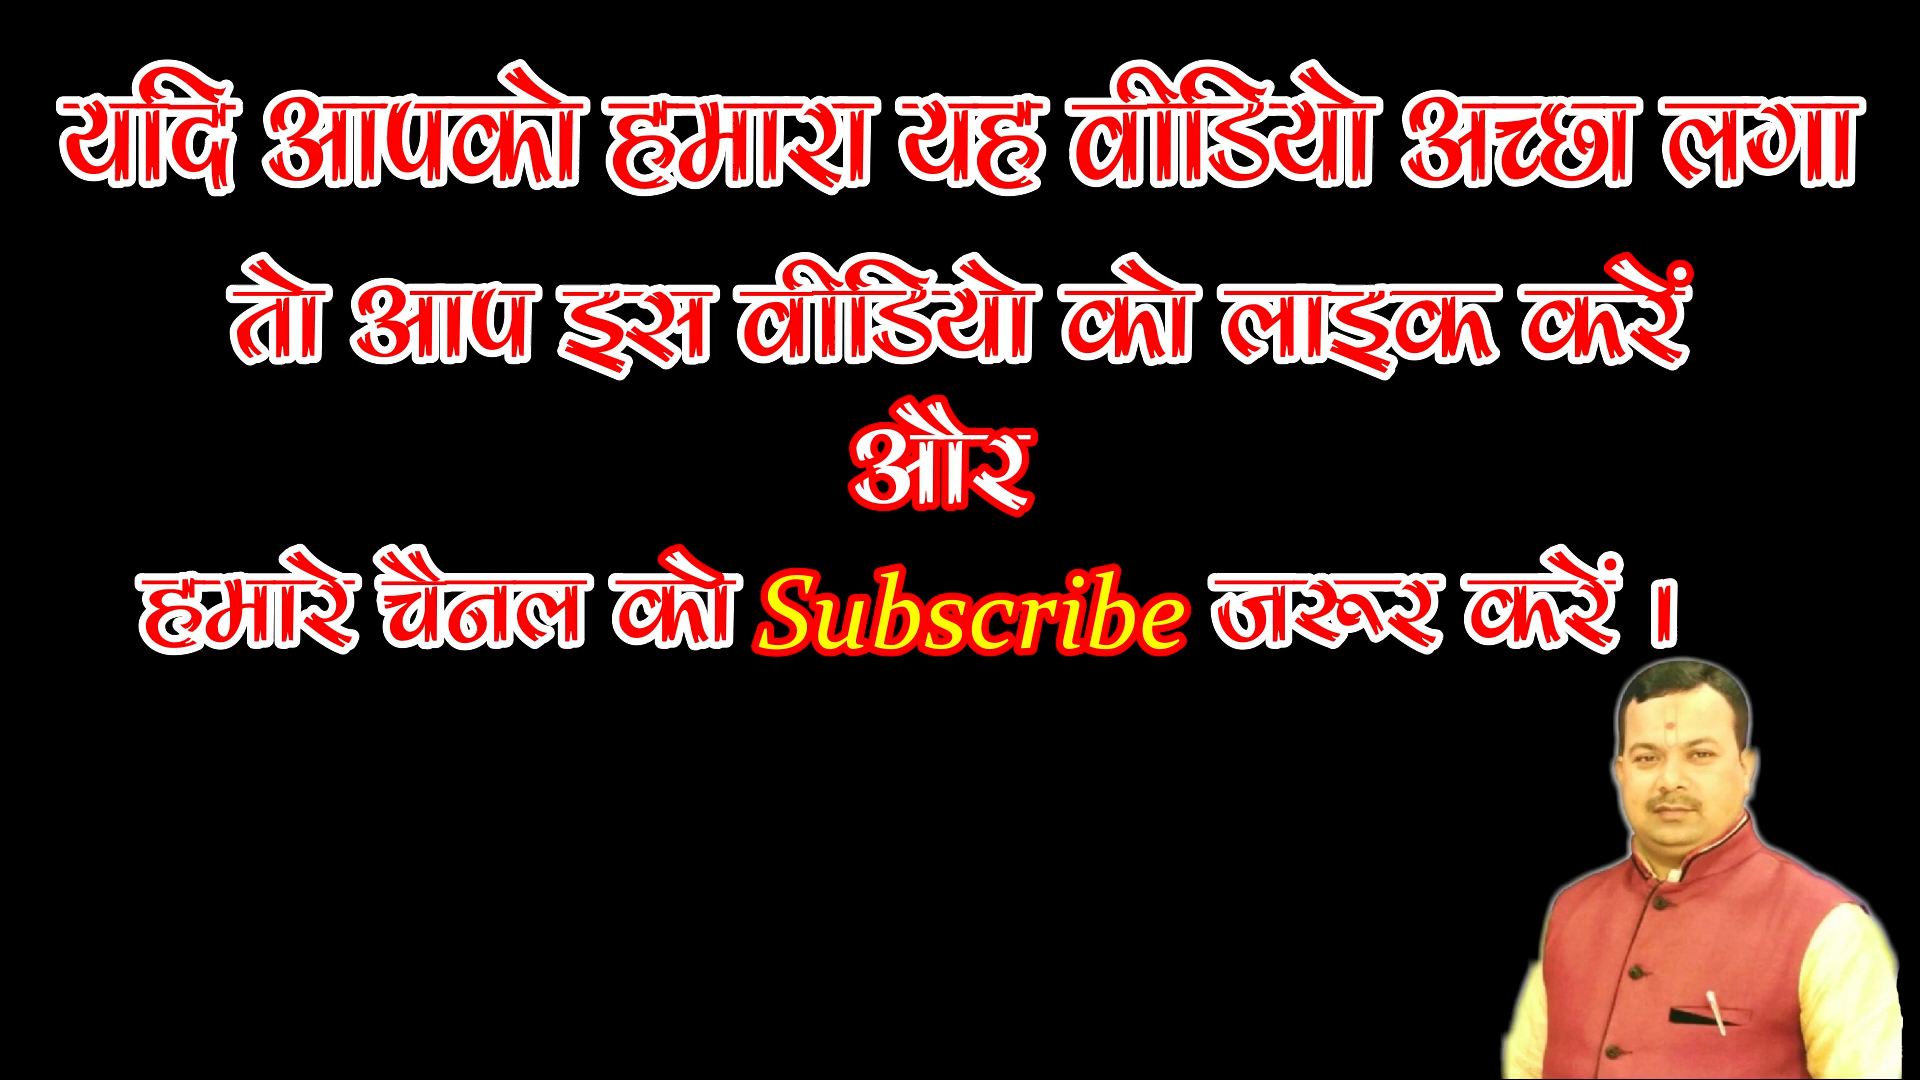 यदि आपको हमारा यह वीडियो अच्छा लगा
तो आप इस वीडियो को लाइक करें
और
हमारे चैनल को Subscribe जरूर करें ।